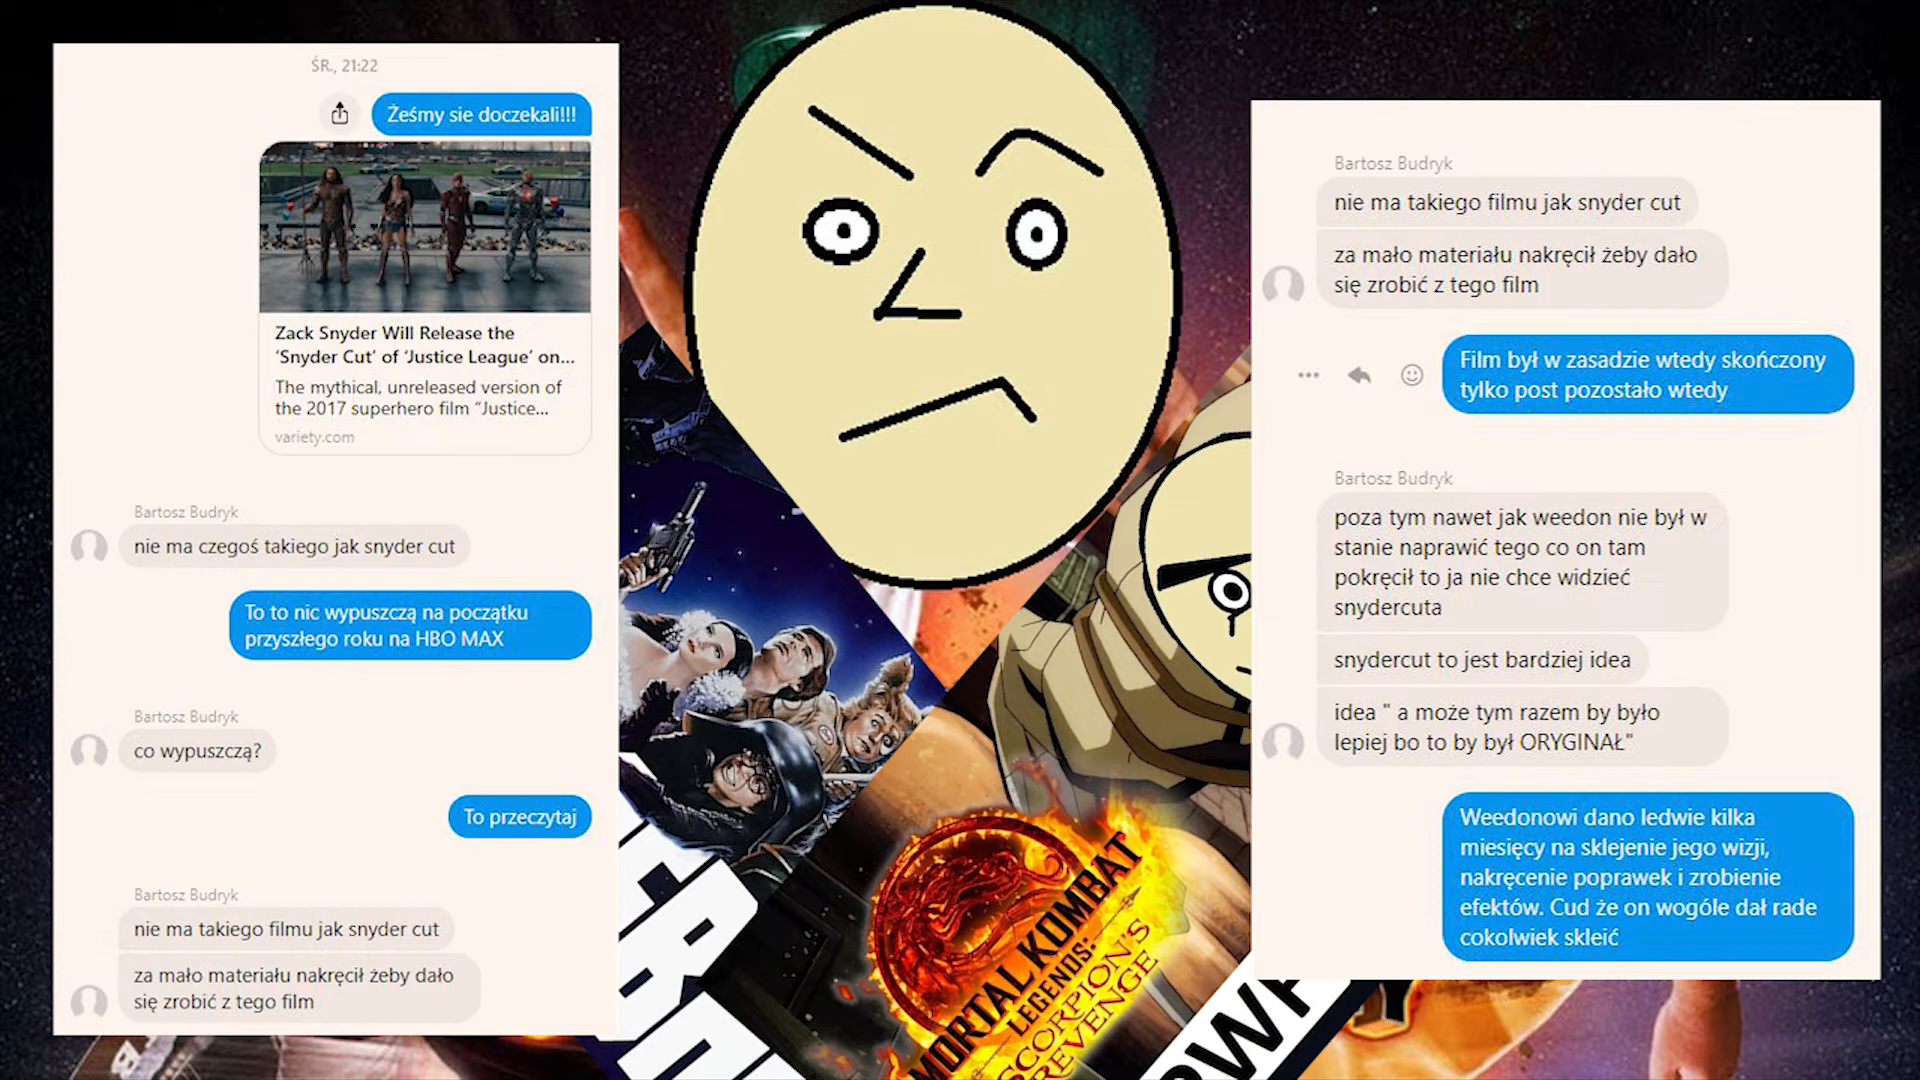 ŚR., 21:22
Żeśmy sie doczekali!!!
Zack Snyder Will Release the
‘Snyder Cut’ of ‘Justice League’ on...
The mythical, unreleased version of
the 2017 superhero film “Justice...
variety.com
Bartosz Budryk
nie ma czegoś takiego jak snyder cut
To to nic wypuszczą na początku
przyszłego roku na HBO MAX
Bartosz Budryk
co wypuszczą?
To przeczytaj
Bartosz Budryk
nie ma takiego filmu jak snyder cut
za mało materiału nakręcił żeby dało
się zrobić z tego film
MORTAL KOMBAT
LEGENDS:
SCORPION'S
REVENGE
Bartosz Budryk
nie ma takiego filmu jak snyder cut
za mało materiału nakręcił żeby dało
się zrobić z tego film
Film był w zasadzie wtedy skończony
tylko post pozostało wtedy
Bartosz Budryk
poza tym nawet jak weedon nie był w
stanie naprawić tego co on tam
pokręcił to ja nie chce widzieć
snydercuta
snydercut to jest bardziej idea
idea " a może tym razem by było
lepiej bo to by był ORYGINAŁ"
Weedonowi dano ledwie kilka
miesięcy na sklejenie jego wizji,
nakręcenie poprawek i zrobienie
efektów. Cud że on wogóle dał rade
cokolwiek skleić